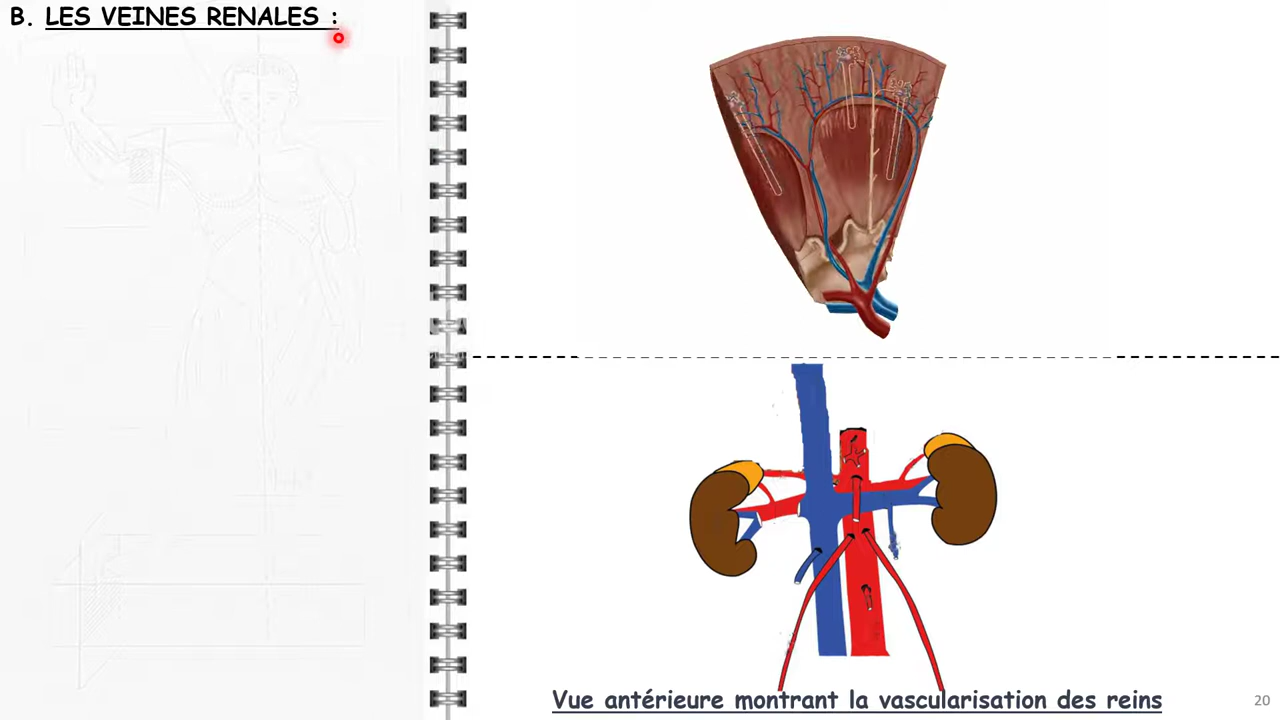 B. LES VEINES RENALES :
Vue antérieure montrant la vascularisation des reins
20